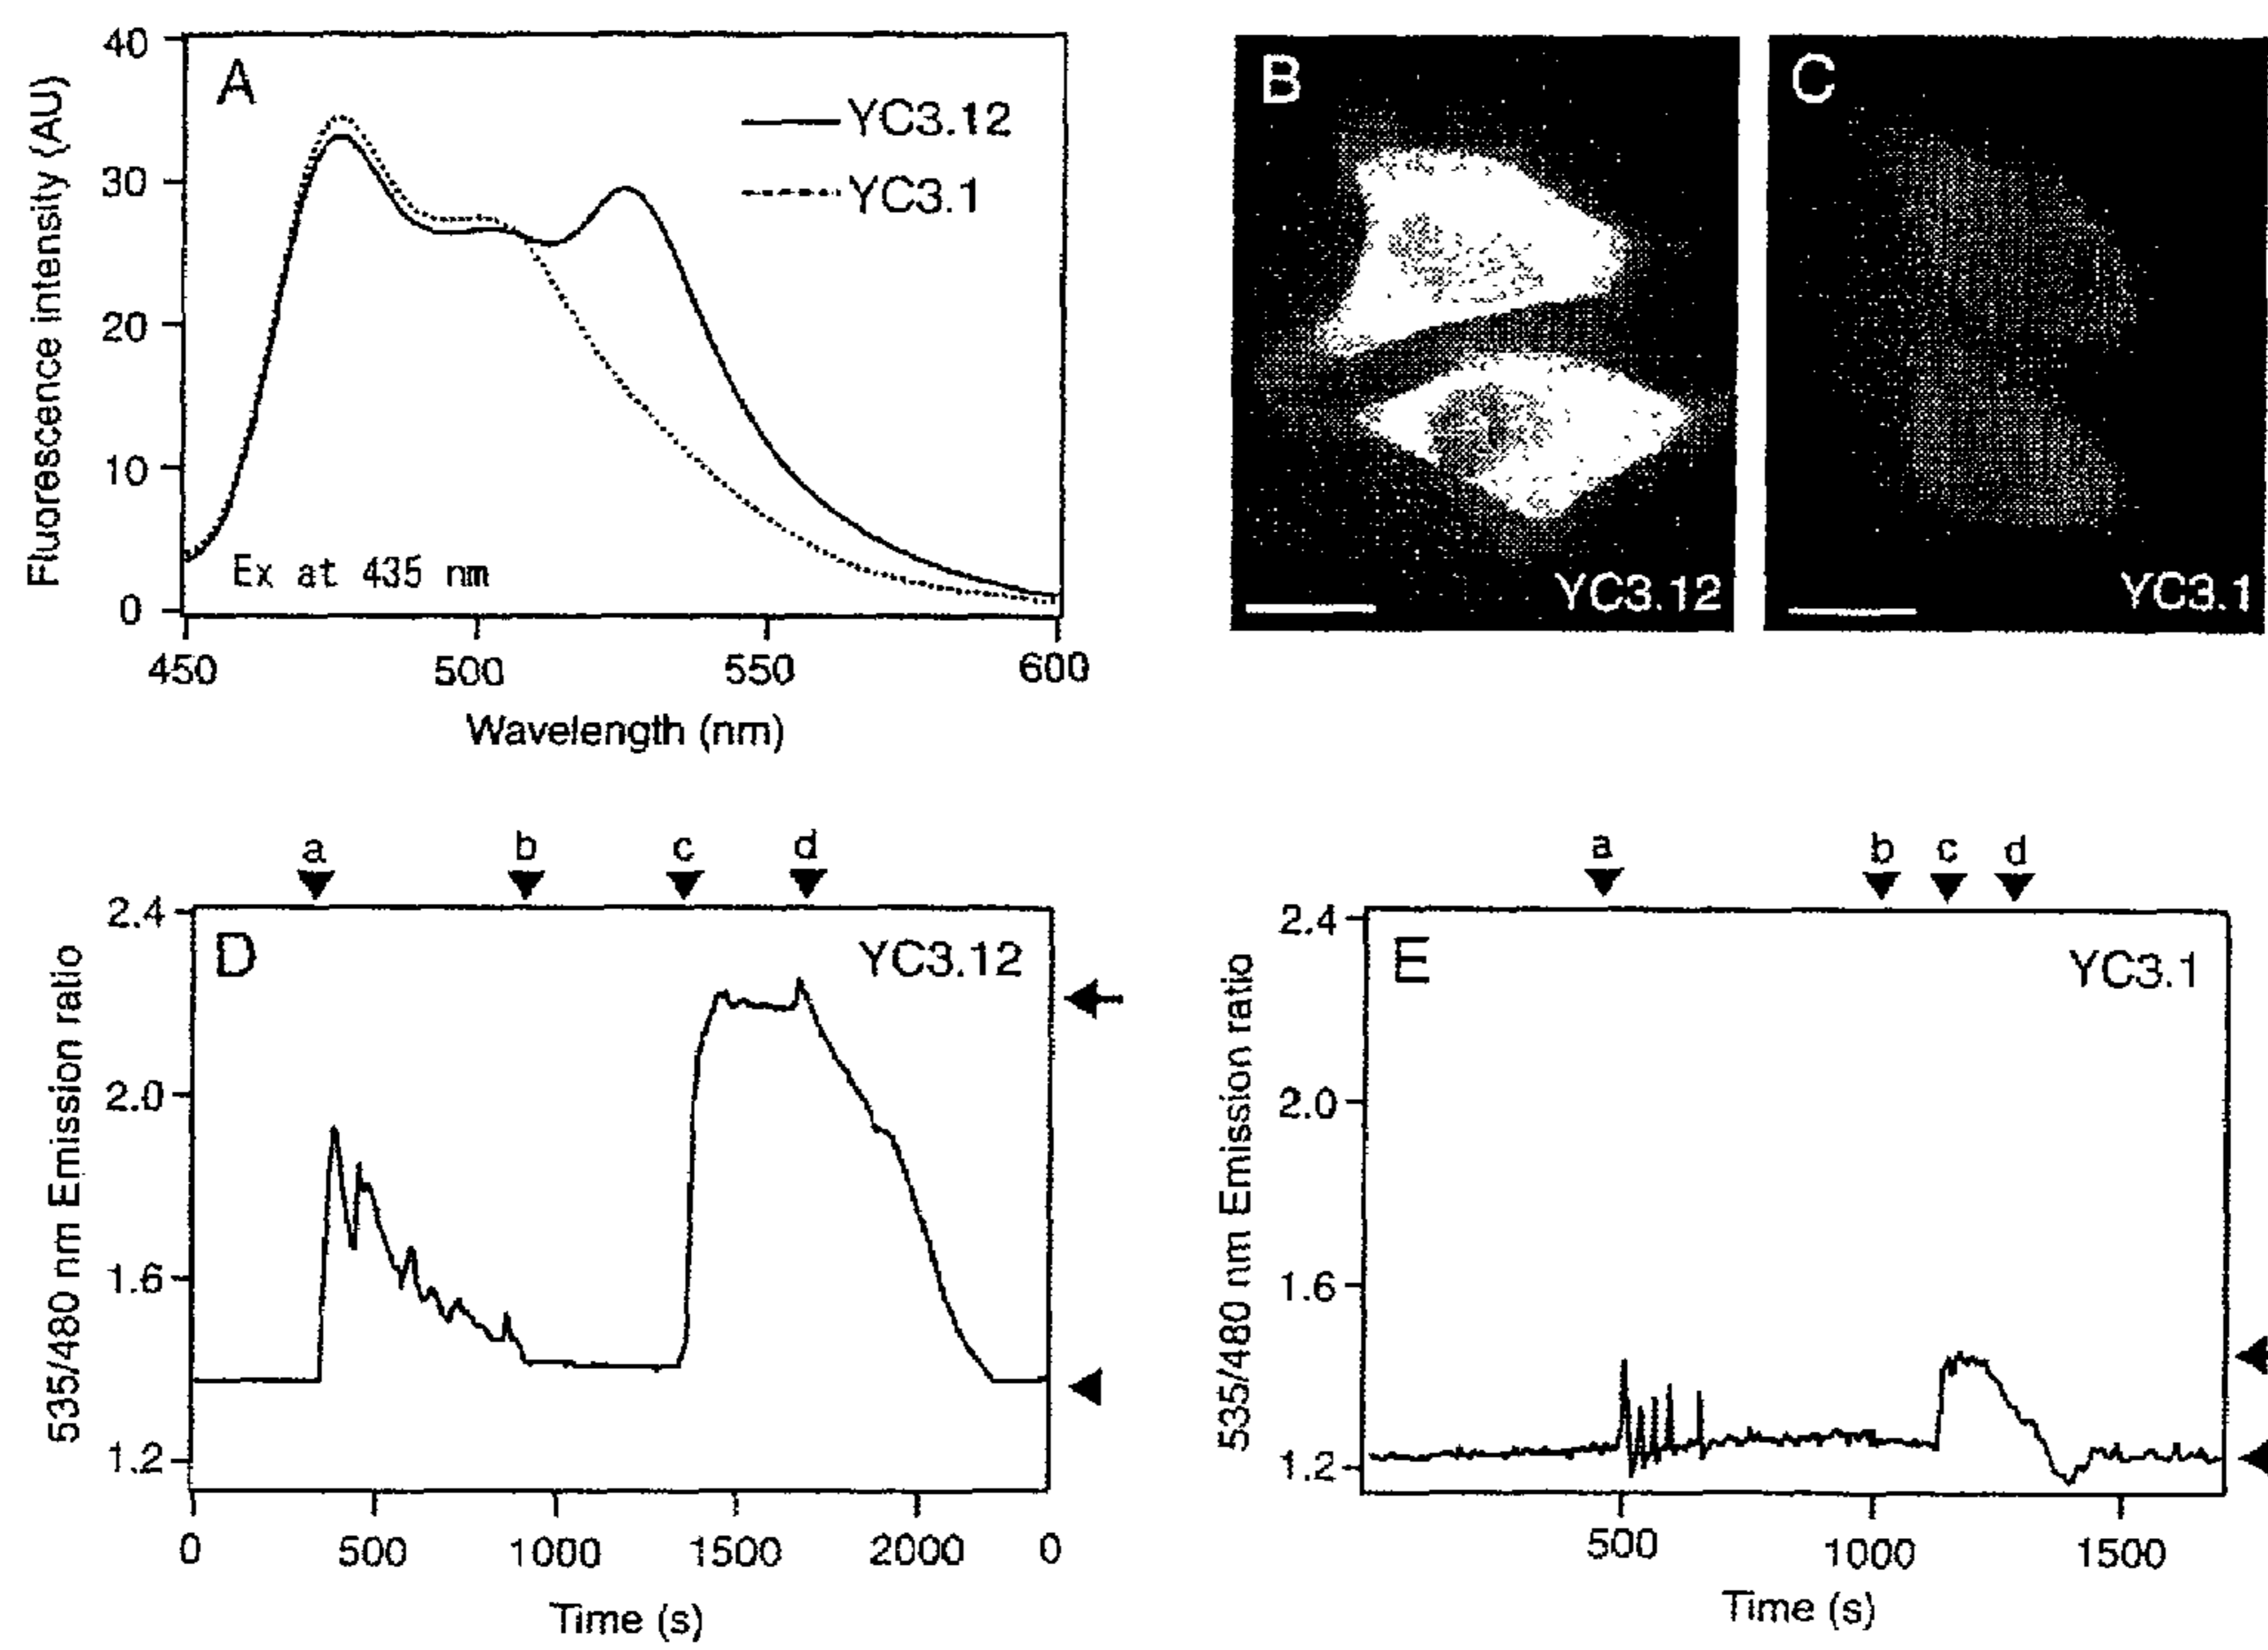 A
Fluorescence intensity (AU)
40
30
20
10
0
YC3.12
YC3.1
Ex at 435 nm
450
500
550
600
Wavelength (nm)
B
YC3.12
C
YC3.1
a
b
c
d
D
YC3.12
535/480 nm Emission ratio
2.4
2.0
1.6
1.2
0
500
1000
1500
2000
0
Time (s)
a
b
c
d
E
YC3.1
535/480 nm Emission ratio
2.4
2.0
1.6
1.2
500
1000
1500
Time (s)